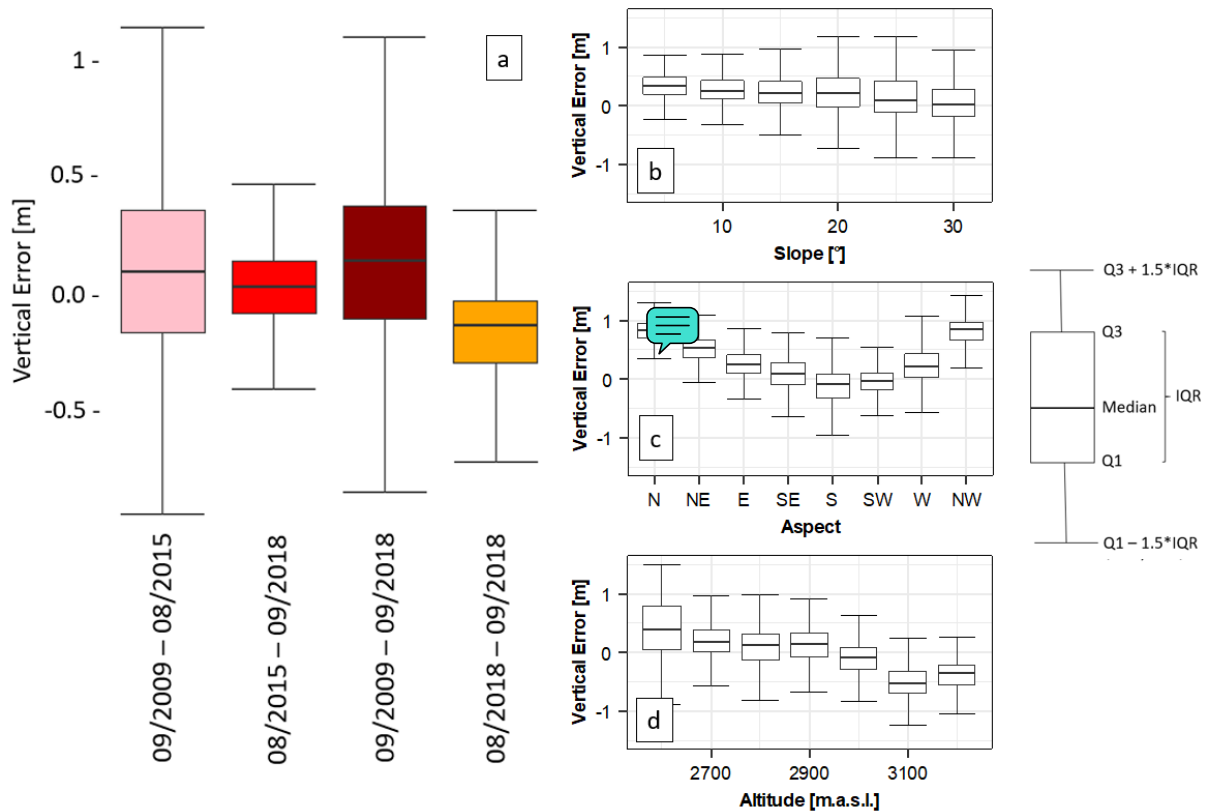 a
Vertical Error [m]
1 -
0.5 -
0.0 -
-0.5 -
09/2009 – 08/2015
08/2015 – 09/2018
09/2009 – 09/2018
08/2018 – 09/2018
b
Vertical Error [m]
1
0
-1
10
20
30
Slope [°]
c
Vertical Error [m]
1
0
-1
N NE E SE S SW W NW
Aspect
d
Vertical Error [m]
1
0
-1
2700
2900
3100
Altitude [m.a.s.l.]
Q3 + 1.5*IQR
Q3
IQR
Median
Q1
Q1 – 1.5*IQR